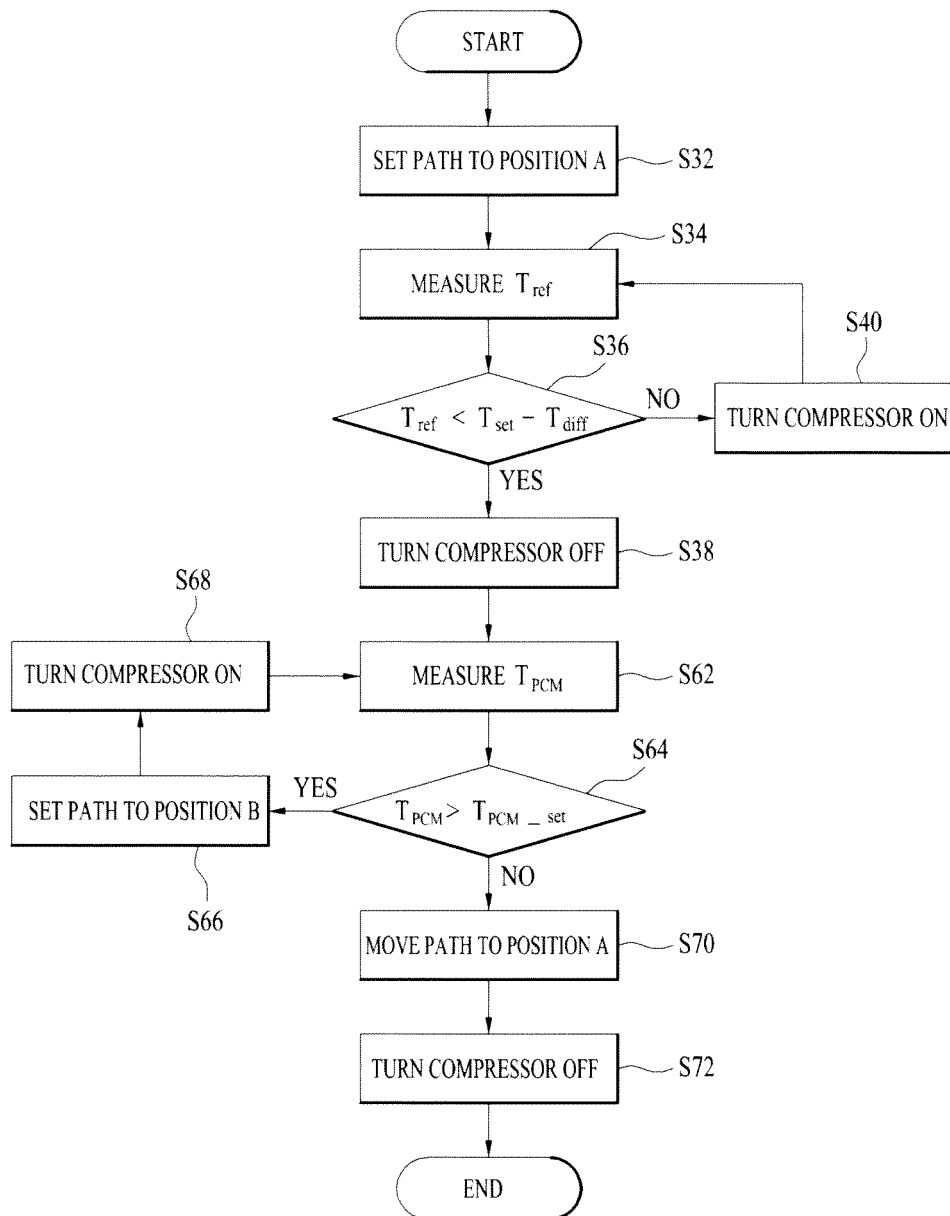 START
SET PATH TO POSITION A
S32
S34
MEASURE T_ref
S40
S36
T_ref < T_set − T_diff
NO
TURN COMPRESSOR ON
YES
TURN COMPRESSOR OFF
S38
S68
TURN COMPRESSOR ON
MEASURE T_PCM
S62
S64
YES
SET PATH TO POSITION B
T_PCM > T_PCM _ set
S66
NO
MOVE PATH TO POSITION A
S70
TURN COMPRESSOR OFF
S72
END